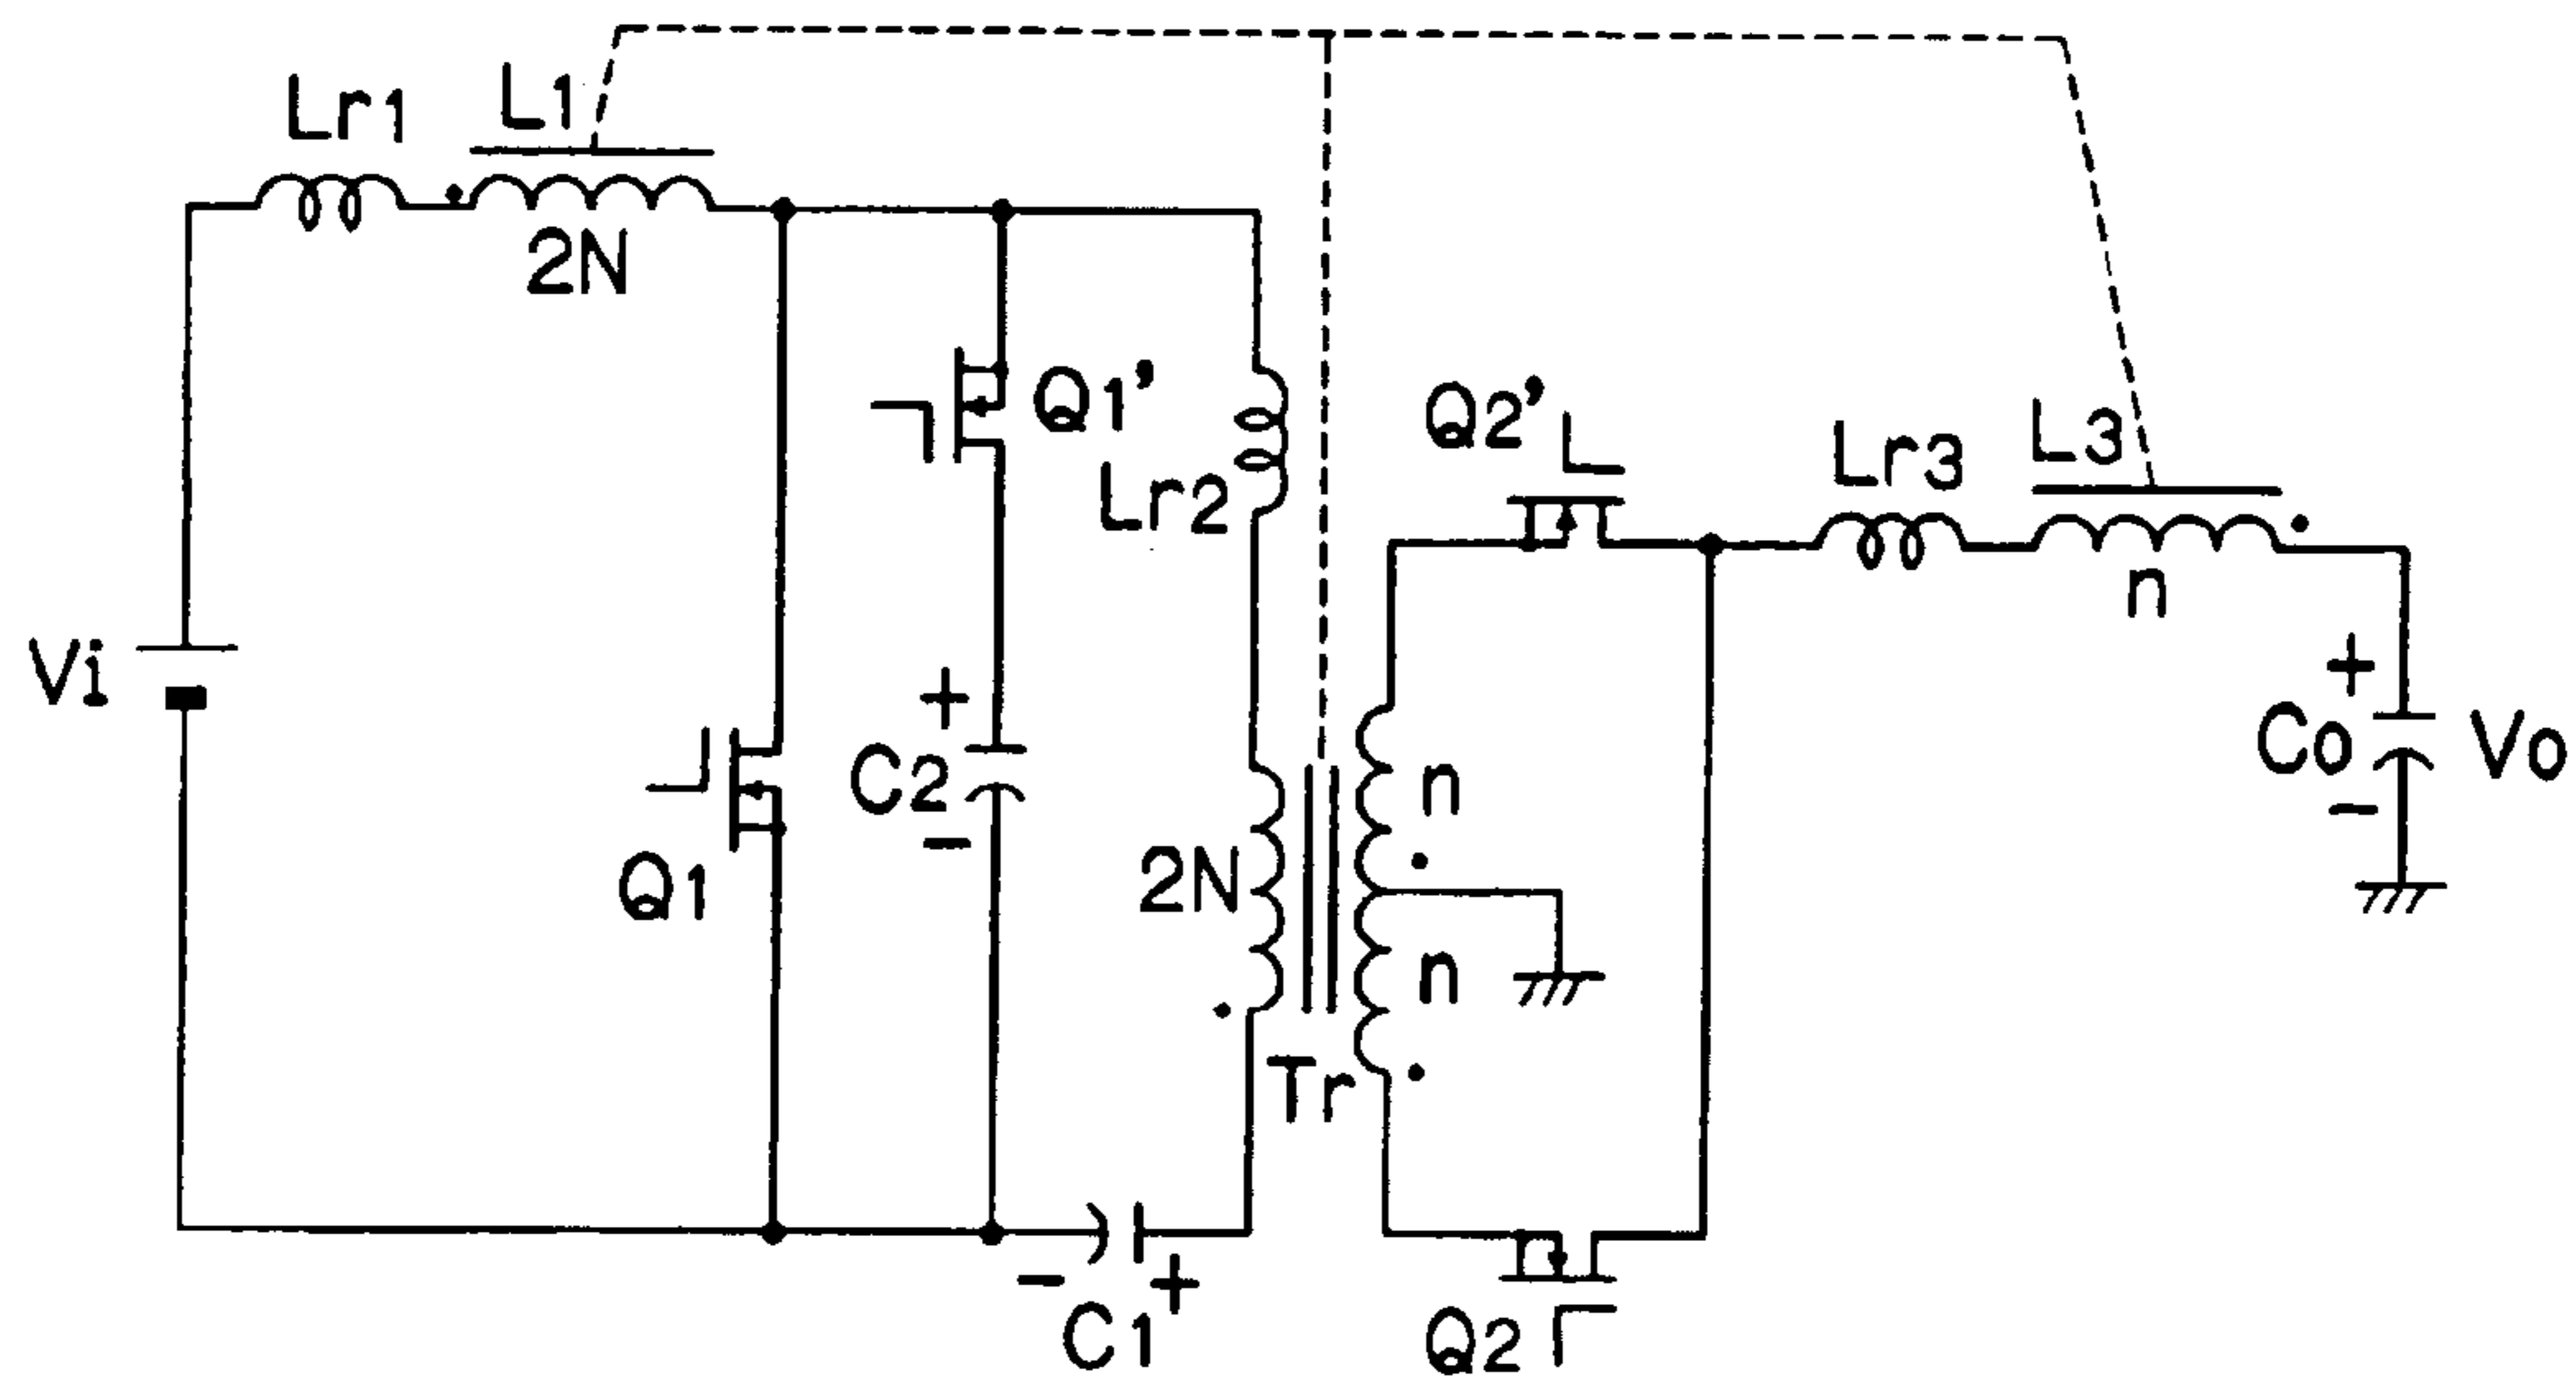 Lr1
L1
2N
Q1'
Lr2
Q2'
Lr3
L3
n
Vi
+
C2
-
Q1
2N
n
n
Tr
+
Co
-
Vo
-
C1
+
Q2